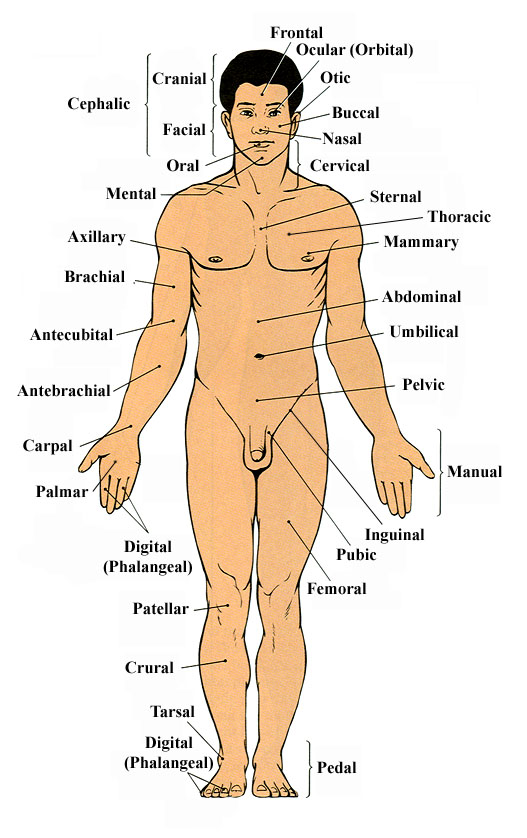 Frontal
Ocular (Orbital)
Cranial
Otic
Cephalic
Buccal
Facial
Nasal
Oral
Cervical
Mental
Sternal
Thoracic
Axillary
Mammary
Brachial
Abdominal
Antecubital
Umbilical
Antebrachial
Pelvic
Carpal
Manual
Palmar
Inguinal
Digital
(Phalangeal)
Pubic
Femoral
Patellar
Crural
Tarsal
Digital
(Phalangeal)
Pedal